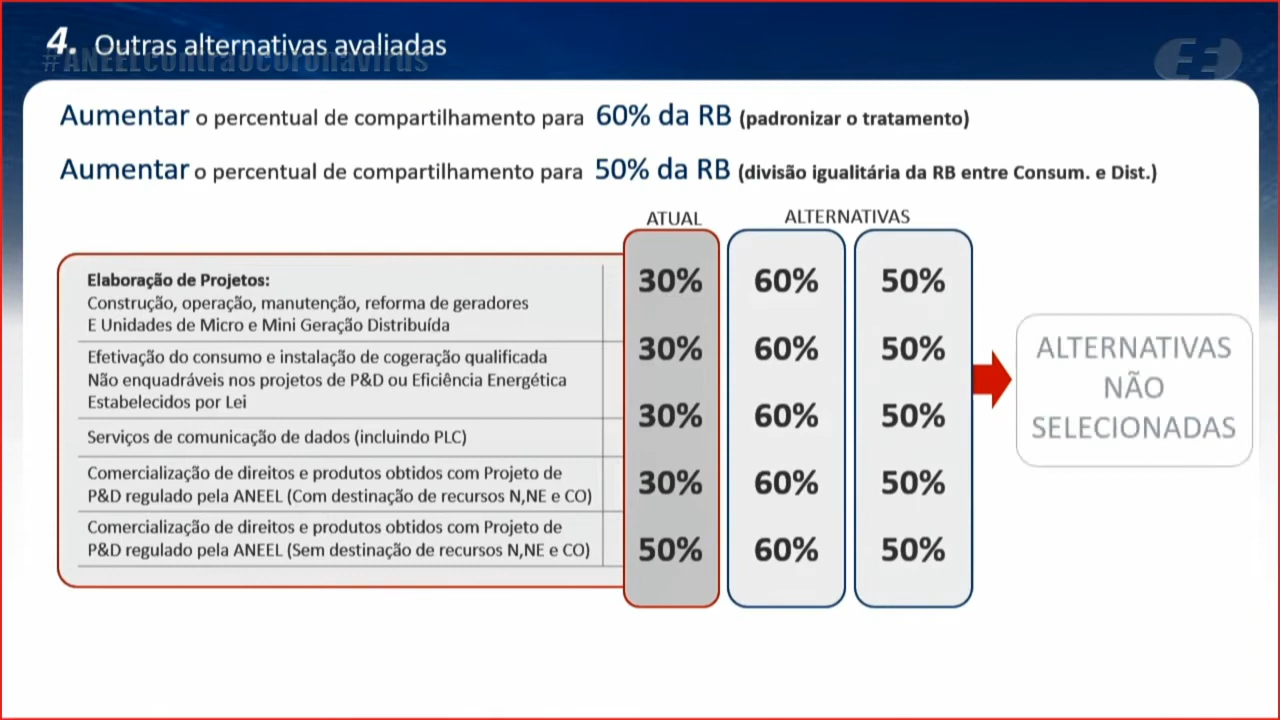 4. Outras alternativas avaliadas
#ANEELContraoCoronavírus
Aumentar o percentual de compartilhamento para 60% da RB (padronizar o tratamento)
Aumentar o percentual de compartilhamento para 50% da RB (divisão igualitária da RB entre Consum. e Dist.)
ATUAL ALTERNATIVAS
Elaboração de Projetos:
Construção, operação, manutenção, reforma de geradores
E Unidades de Micro e Mini Geração Distribuída
30% 60% 50%
Efetivação do consumo e instalação de cogeração qualificada
Não enquadráveis nos projetos de P&D ou Eficiência Energética
Estabelecidos por Lei
30% 60% 50%
Serviços de comunicação de dados (incluindo PLC)
30% 60% 50%
Comercialização de direitos e produtos obtidos com Projeto de
P&D regulado pela ANEEL (Com destinação de recursos N,NE e CO)
30% 60% 50%
Comercialização de direitos e produtos obtidos com Projeto de
P&D regulado pela ANEEL (Sem destinação de recursos N,NE e CO)
50% 60% 50%
ALTERNATIVAS
NÃO
SELECIONADAS